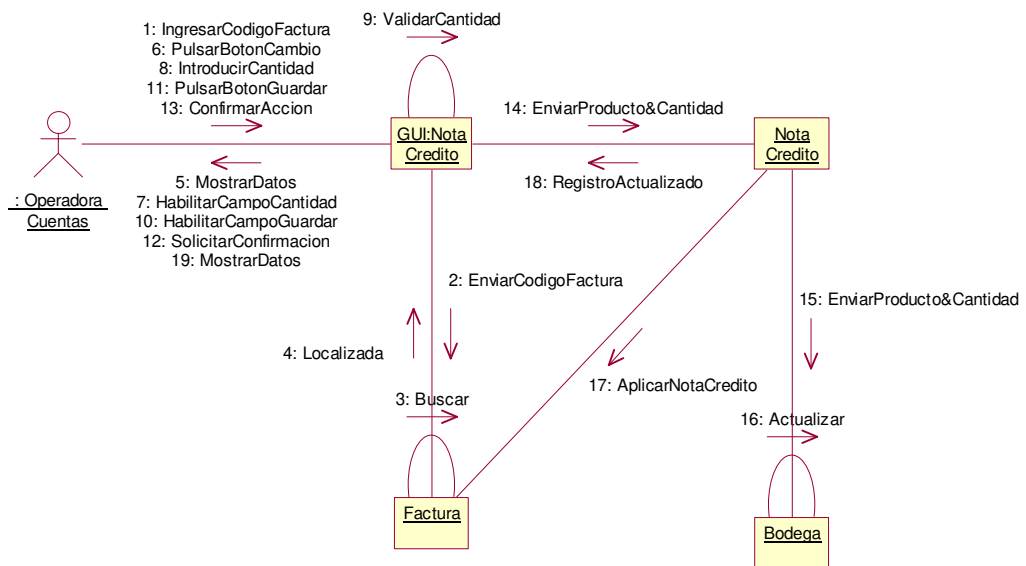 9: ValidarCantidad
1: IngresarCodigoFactura
6: PulsarBotonCambio
8: IntroducirCantidad
11: PulsarBotonGuardar
13: ConfirmarAccion
14: EnviarProducto&Cantidad
GUI:Nota
Credito
Nota
Credito
: Operadora
Cuentas
5: MostrarDatos
7: HabilitarCampoCantidad
10: HabilitarCampoGuardar
12: SolicitarConfirmacion
19: MostrarDatos
18: RegistroActualizado
2: EnviarCodigoFactura
15: EnviarProducto&Cantidad
4: Localizada
17: AplicarNotaCredito
3: Buscar
16: Actualizar
Factura
Bodega